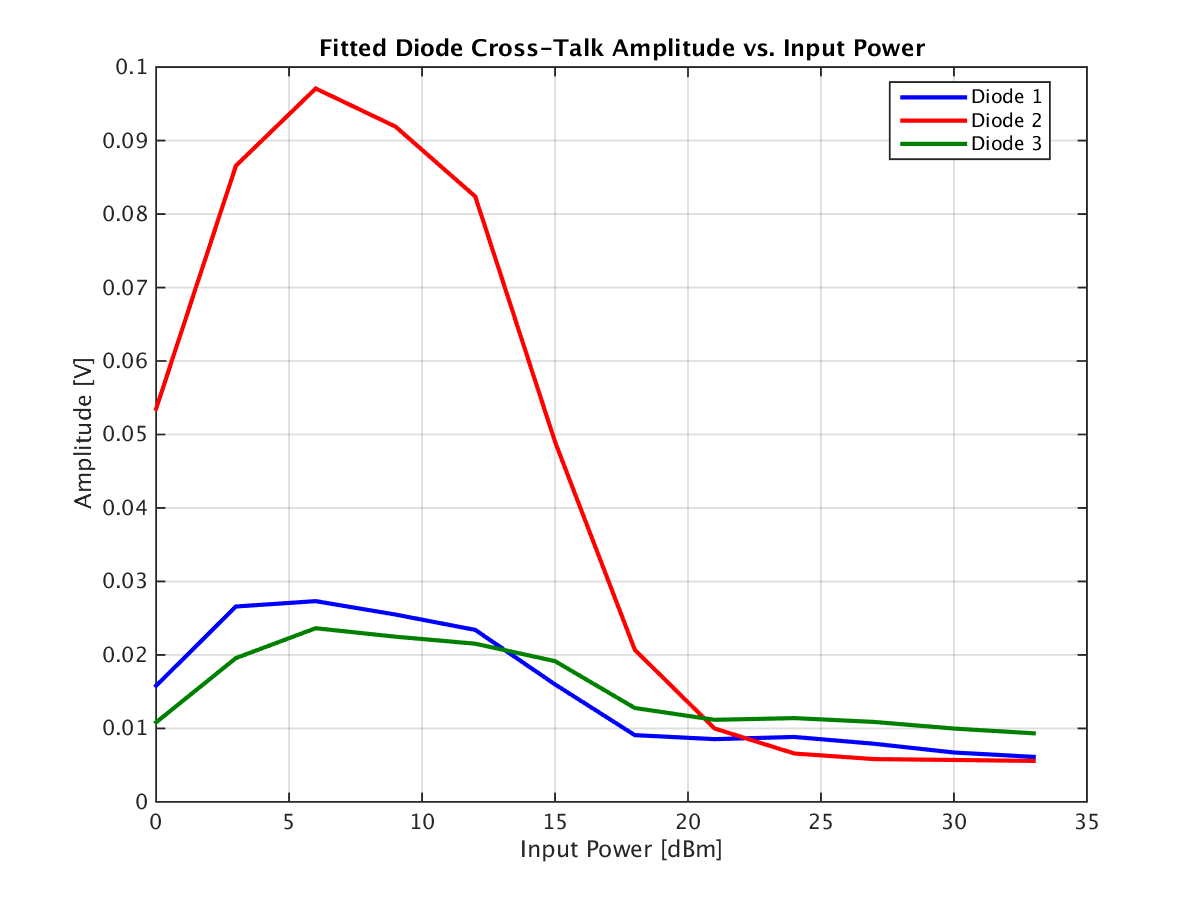 Fitted Diode Cross-Talk Amplitude vs. Input Power
Diode 1
Diode 2
Diode 3
Amplitude [V]
0.1
0.09
0.08
0.07
0.06
0.05
0.04
0.03
0.02
0.01
0
0 5 10 15 20 25 30 35
Input Power [dBm]